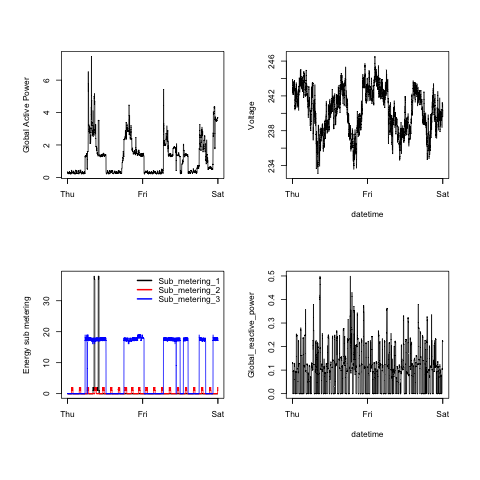 Global Active Power
0 2 4 6
Thu Fri Sat
Voltage
234 238 242 246
Thu Fri Sat
datetime
Energy sub metering
0 10 20 30
Sub_metering_1
Sub_metering_2
Sub_metering_3
Thu Fri Sat
Global_reactive_power
0.0 0.1 0.2 0.3 0.4 0.5
Thu Fri Sat
datetime